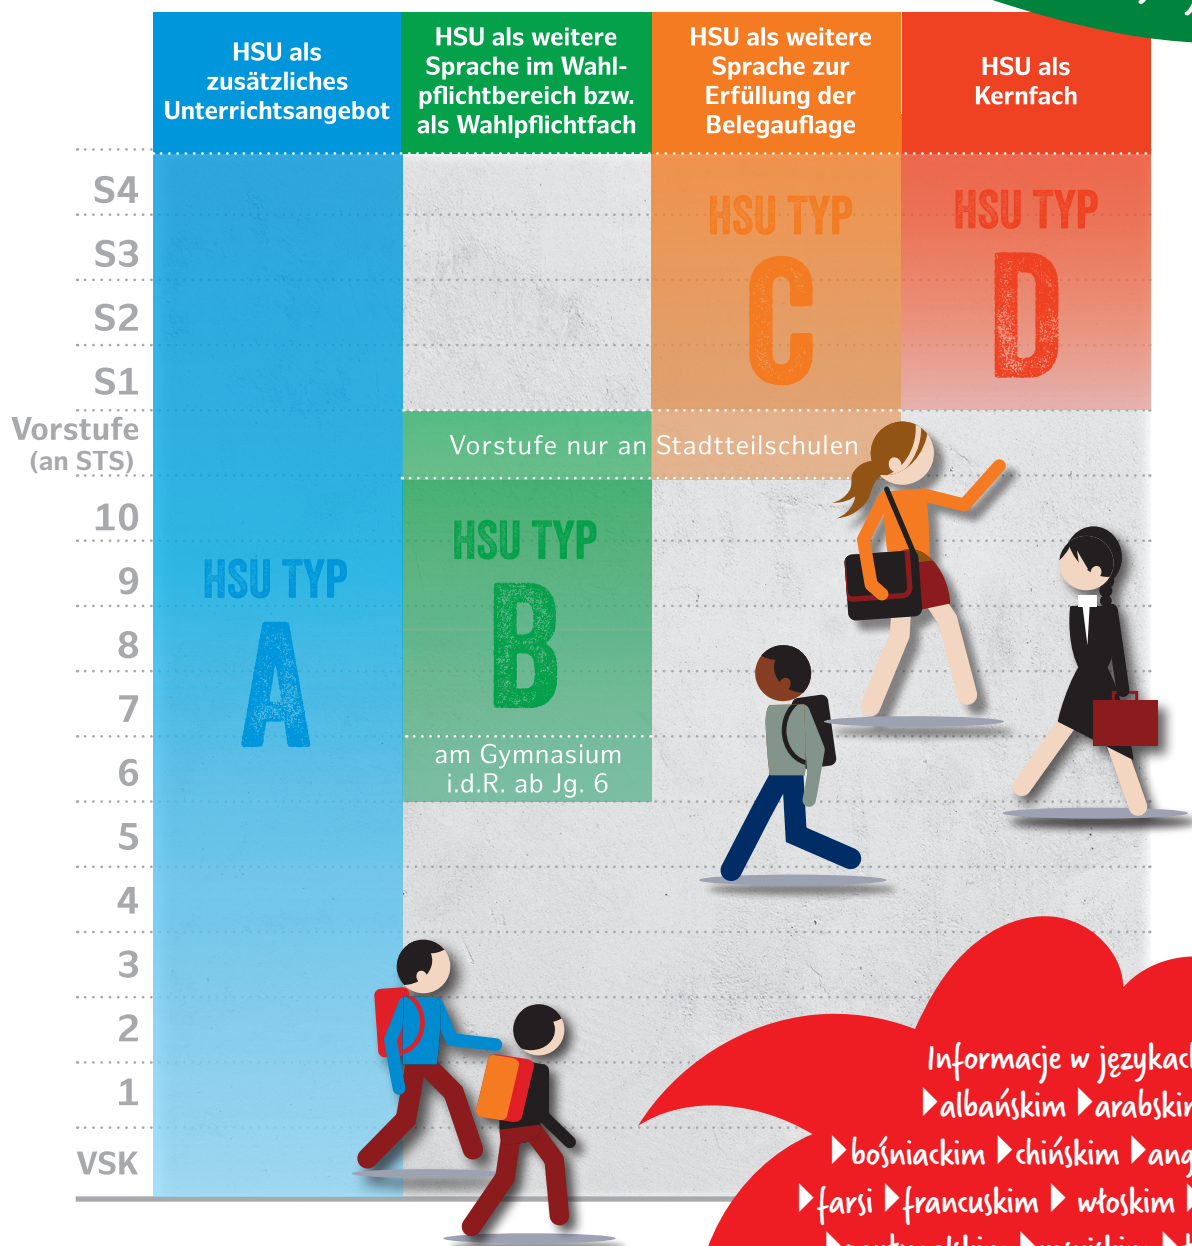 HSU als
zusätzliches
Unterrichtsangebot
HSU als weitere
Sprache im Wahl-
pflichtbereich bzw.
als Wahlpflichtfach
HSU als weitere
Sprache zur
Erfüllung der
Belegauflage
HSU als
Kernfach
S4
S3
S2
S1
Vorstufe
(an STS)
10
9
8
7
6
5
4
3
2
1
VSK
HSU TYP
A
Vorstufe nur an Stadtteilschulen
HSU TYP
B
am Gymnasium
i.d.R. ab Jg. 6
HSU TYP
C
HSU TYP
D
Informacje w językach
albańskim arabskim
bośniackim chińskim
farsi francuskim włoskim